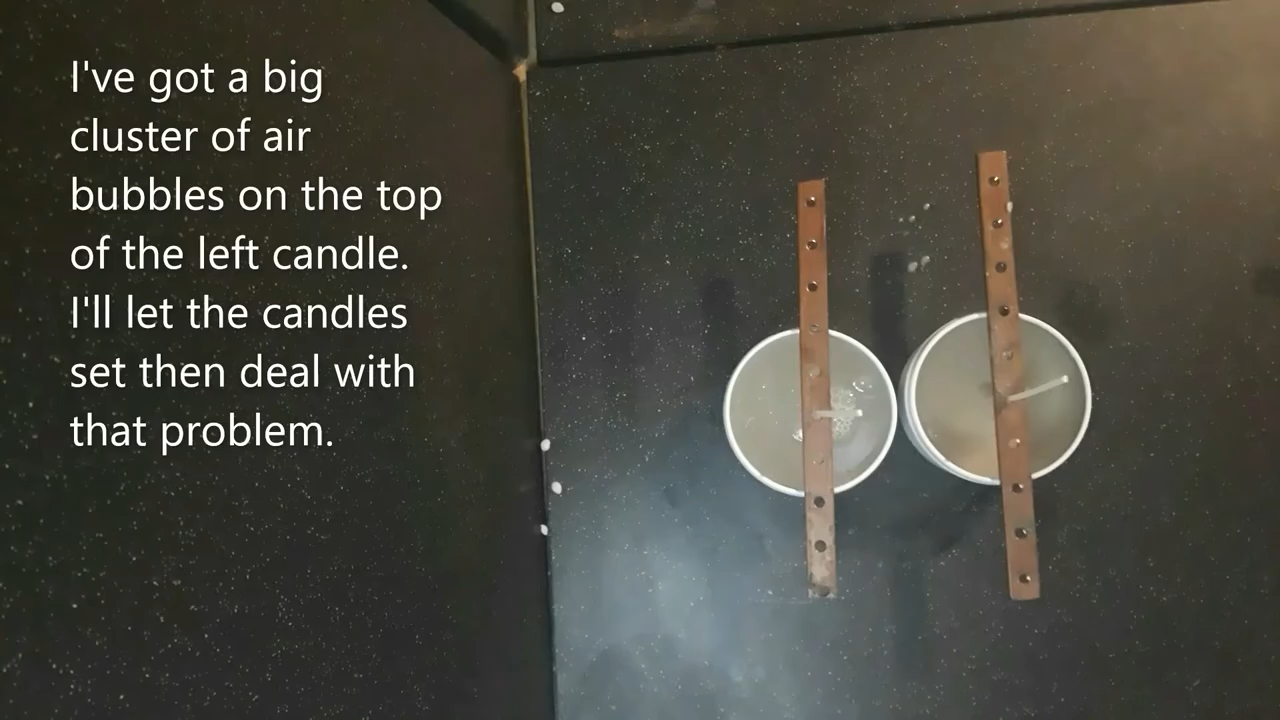 I've got a big
cluster of air
bubbles on the top
of the left candle.
I'll let the candles
set then deal with
that problem.